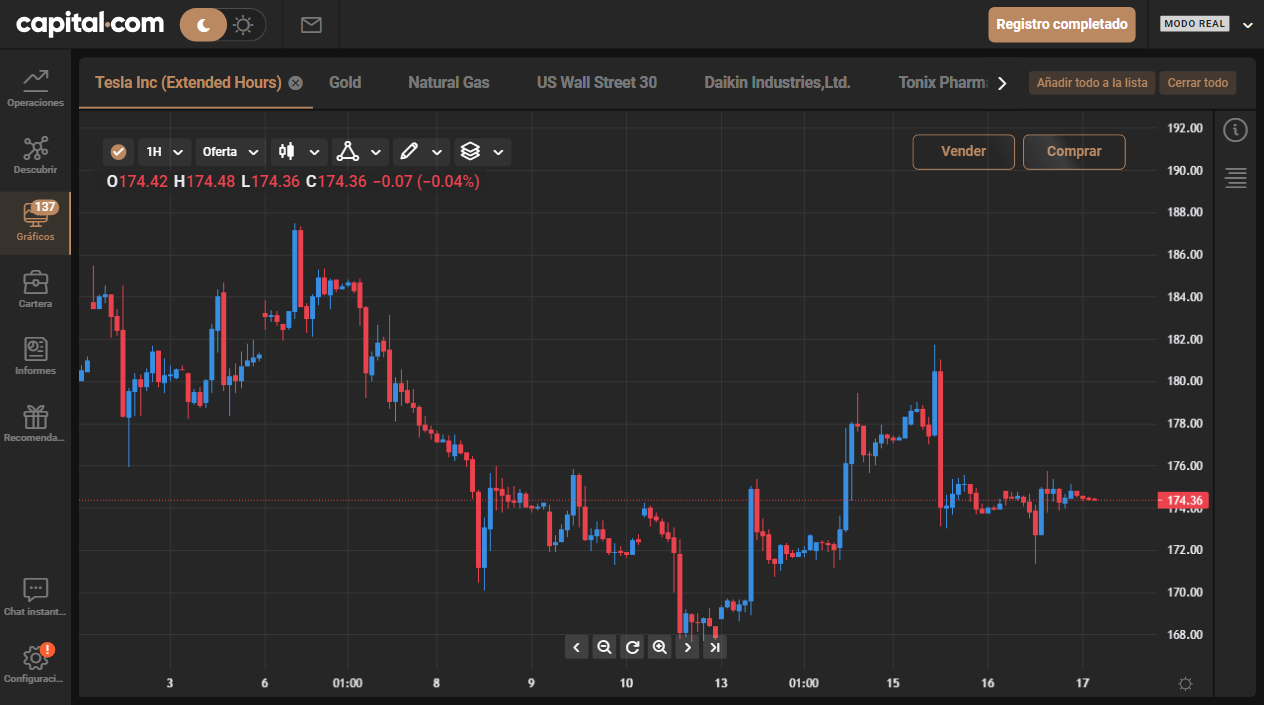 capital.com
Registro completado
MODO REAL
Tesla Inc (Extended Hours)
Gold
Natural Gas
US Wall Street 30
Daikin Industries,Ltd.
Tonix Pharm
Añadir todo a la lista
Cerrar todo
Operaciones
Descubrir
137
Gráficos
Cartera
Informes
Recomenda...
Chat instant...
!
Configuraci...
1H
Oferta
Vender
Comprar
O174.42 H174.48 L174.36 C174.36 −0.07 (−0.04%)
192.00
190.00
188.00
186.00
184.00
182.00
180.00
178.00
176.00
174.36
174.00
172.00
170.00
168.00
3 6 01:00 8 9 10 13 01:00 15 16 17